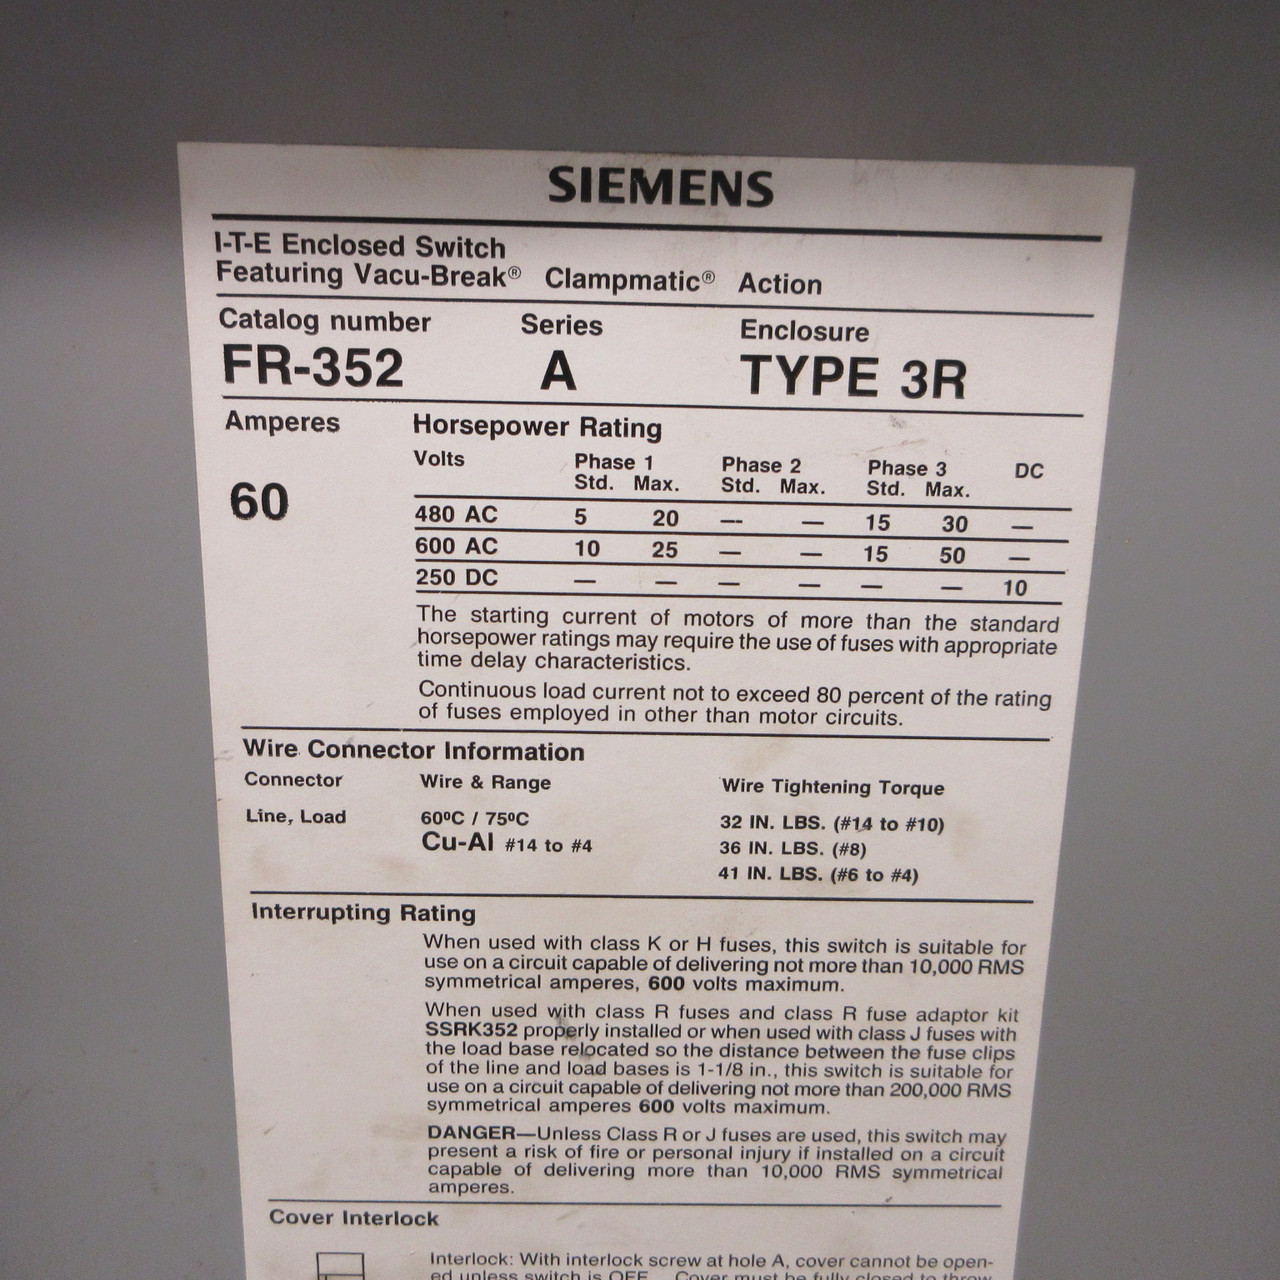 SIEMENS
I-T-E Enclosed Switch
Featuring Vacu-Break® Clampmatic® Action
Catalog number Series Enclosure
FR-352 A TYPE 3R
Amperes Horsepower Rating
Volts Phase 1 Phase 2 Phase 3 DC
Std. Max. Std. Max. Std. Max.
60
480 AC 5 20 — — 15 30 —
600 AC 10 25 — — 15 50 —
250 DC — — — — — — 10
The starting current of motors of more than the standard
horsepower ratings may require the use of fuses with appropriate
time delay characteristics.
Continuous load current not to exceed 80 percent of the rating
of fuses employed in other than motor circuits.
Wire Connector Information
Connector Wire & Range Wire Tightening Torque
Line, Load 60ºC / 75ºC 32 IN. LBS. (#14 to #10)
Cu-Al #14 to #4 36 IN. LBS. (#8)
41 IN. LBS. (#6 to #4)
Interrupting Rating
When used with class K or H fuses, this switch is suitable for
use on a circuit capable of delivering not more than 10,000 RMS
symmetrical amperes, 600 volts maximum.
When used with class R fuses and class R fuse adaptor kit
SSRK352 properly installed or when used with class J fuses with
the load base relocated so the distance between the fuse clips
of the line and load bases is 1-1/8 in., this switch is suitable for
use on a circuit capable of delivering not more than 200,000 RMS
symmetrical amperes 600 volts maximum.
DANGER—Unless Class R or J fuses are used, this switch may
present a risk of fire or personal injury if installed on a circuit
capable of delivering more than 10,000 RMS symmetrical
amperes.
Cover Interlock
Interlock: With interlock screw at hole A, cover cannot be open-
ed unless switch is OFF. Cover must be fully closed to throw